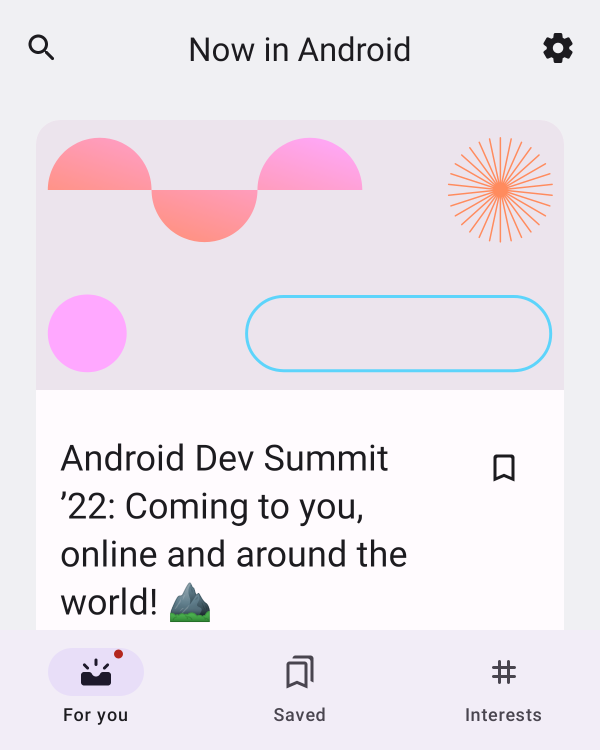 Now in Android
Android Dev Summit
’22: Coming to you,
online and around the
world! ⛰️
For you
Saved
Interests